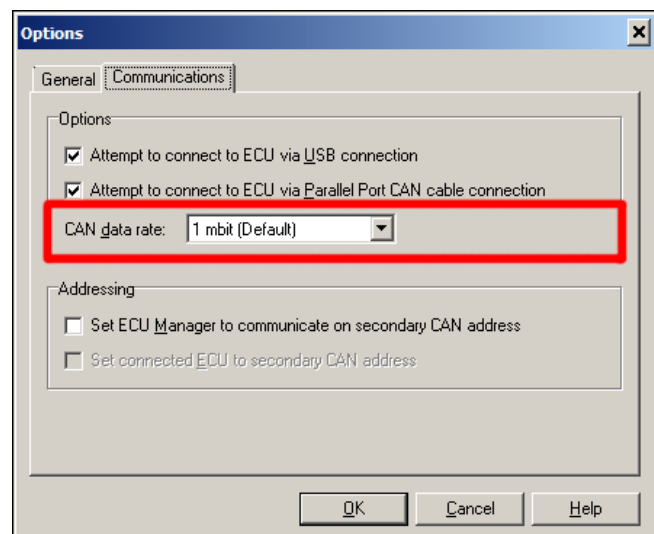 Options
General Communications
Options
Attempt to connect to ECU via USB connection
Attempt to connect to ECU via Parallel Port CAN cable connection
CAN data rate: 1 mbit (Default)
Addressing
Set ECU Manager to communicate on secondary CAN address
Set connected ECU to secondary CAN address
OK Cancel Help